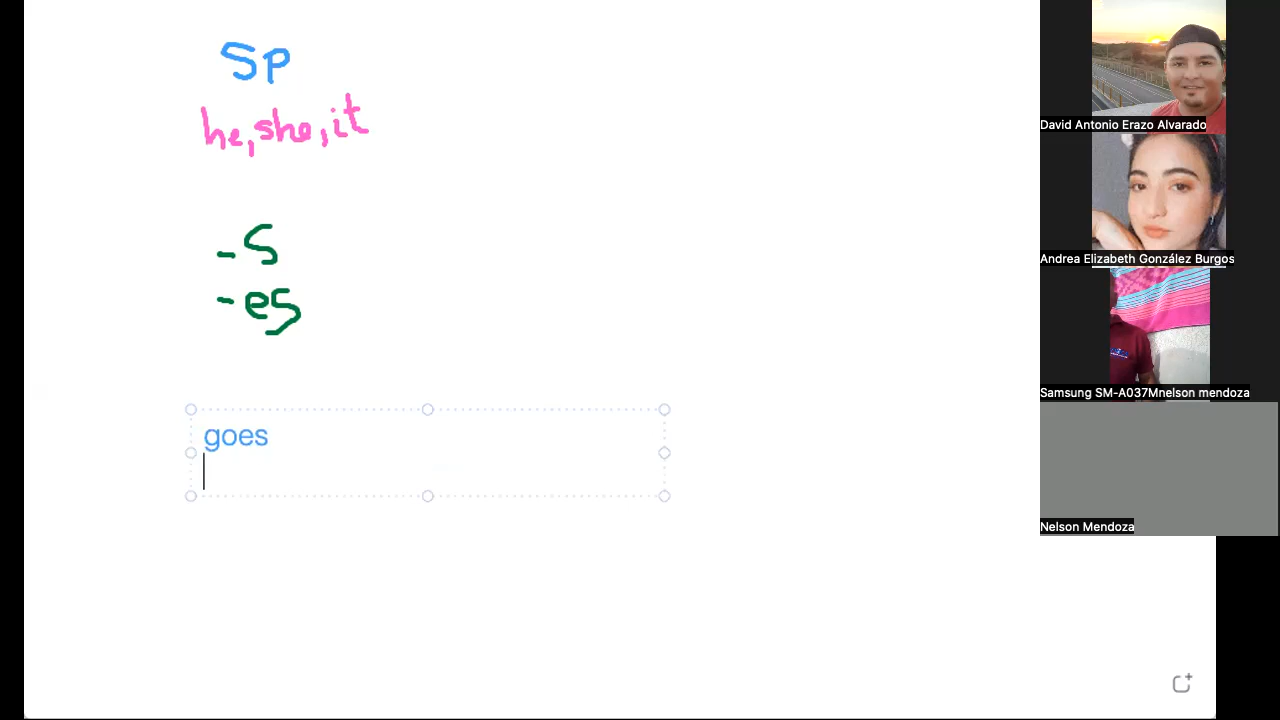 Sp
he, she, it
-S
-es
goes
David Antonio Erazo Alvarado
Andrea Elizabeth González Burgos
Samsung SM-A037Mnelson mendoza
Nelson Mendoza